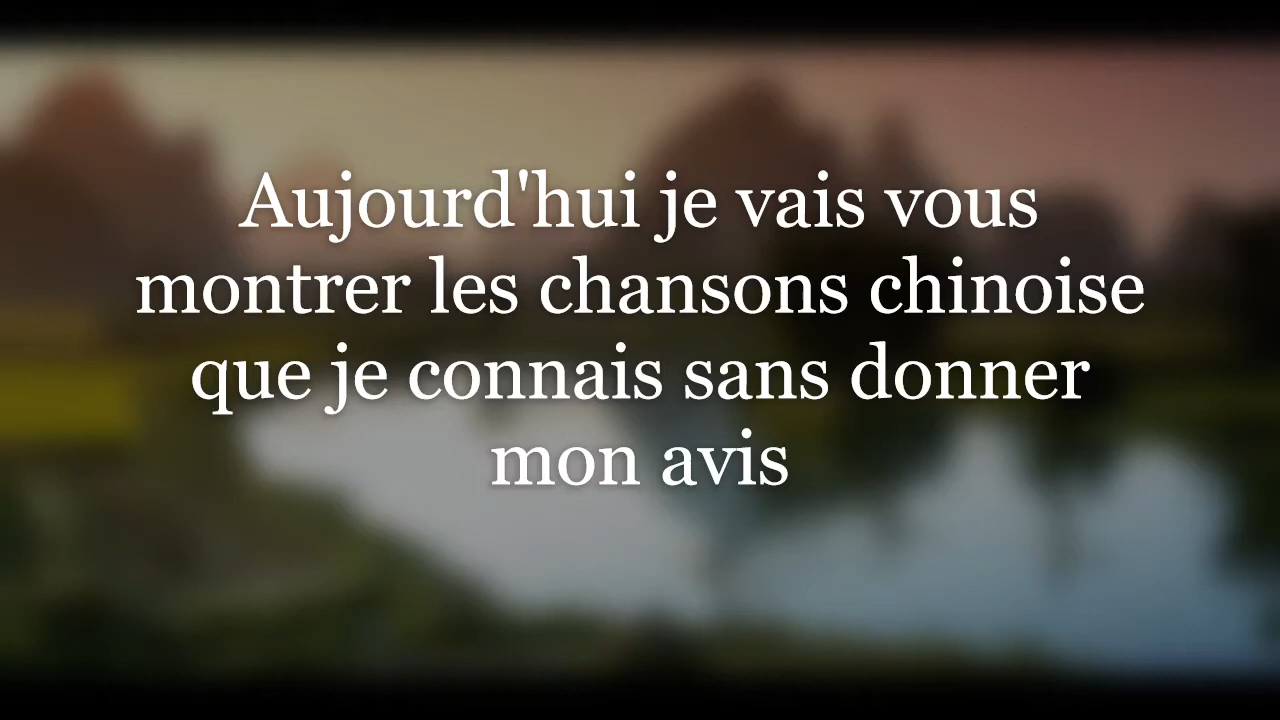 Aujourd'hui je vais vous
montrer les chansons chinoise
que je connais sans donner
mon avis